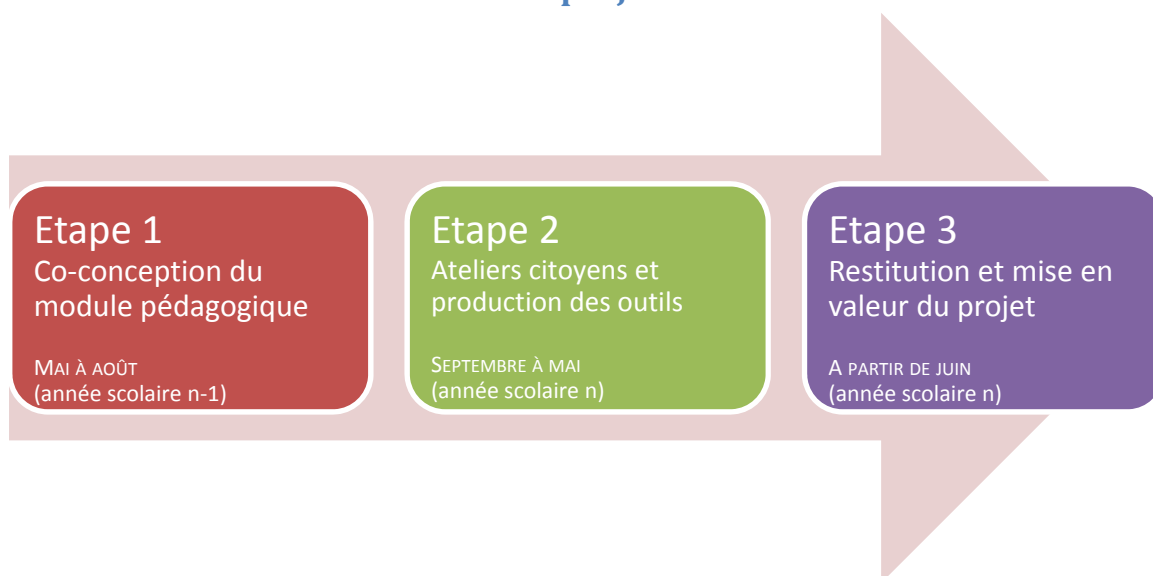 Etape 1
Co-conception du
module pédagogique
MAI À AOÛT
(année scolaire n-1)
Etape 2
Ateliers citoyens et
production des outils
SEPTEMBRE À MAI
(année scolaire n)
Etape 3
Restitution et mise en
valeur du projet
A PARTIR DE JUIN
(année scolaire n)